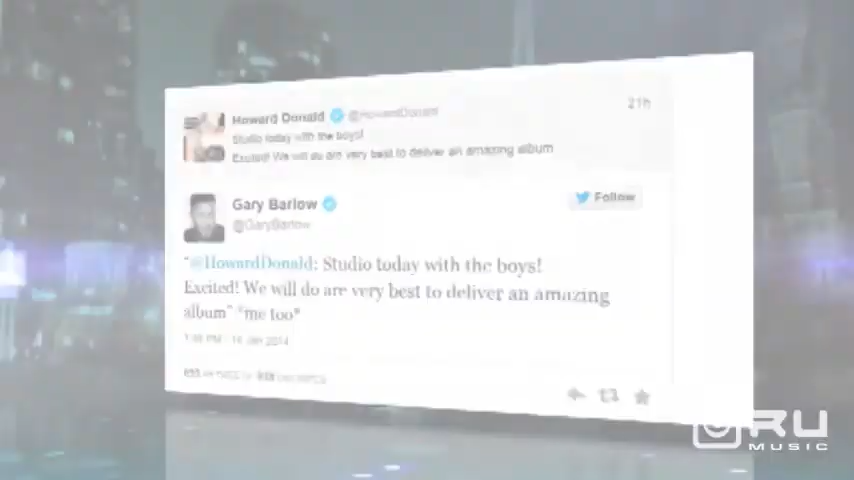 Howard Donald @HowardDonald 21h
Studio today with the boys!
Excited! We will do are very best to deliver an amazing album
Gary Barlow
@GaryBarlow
Follow
"@HowardDonald: Studio today with the boys!
Excited! We will do are very best to deliver an amazing
album" "me too"
2014
RU
MUSIC